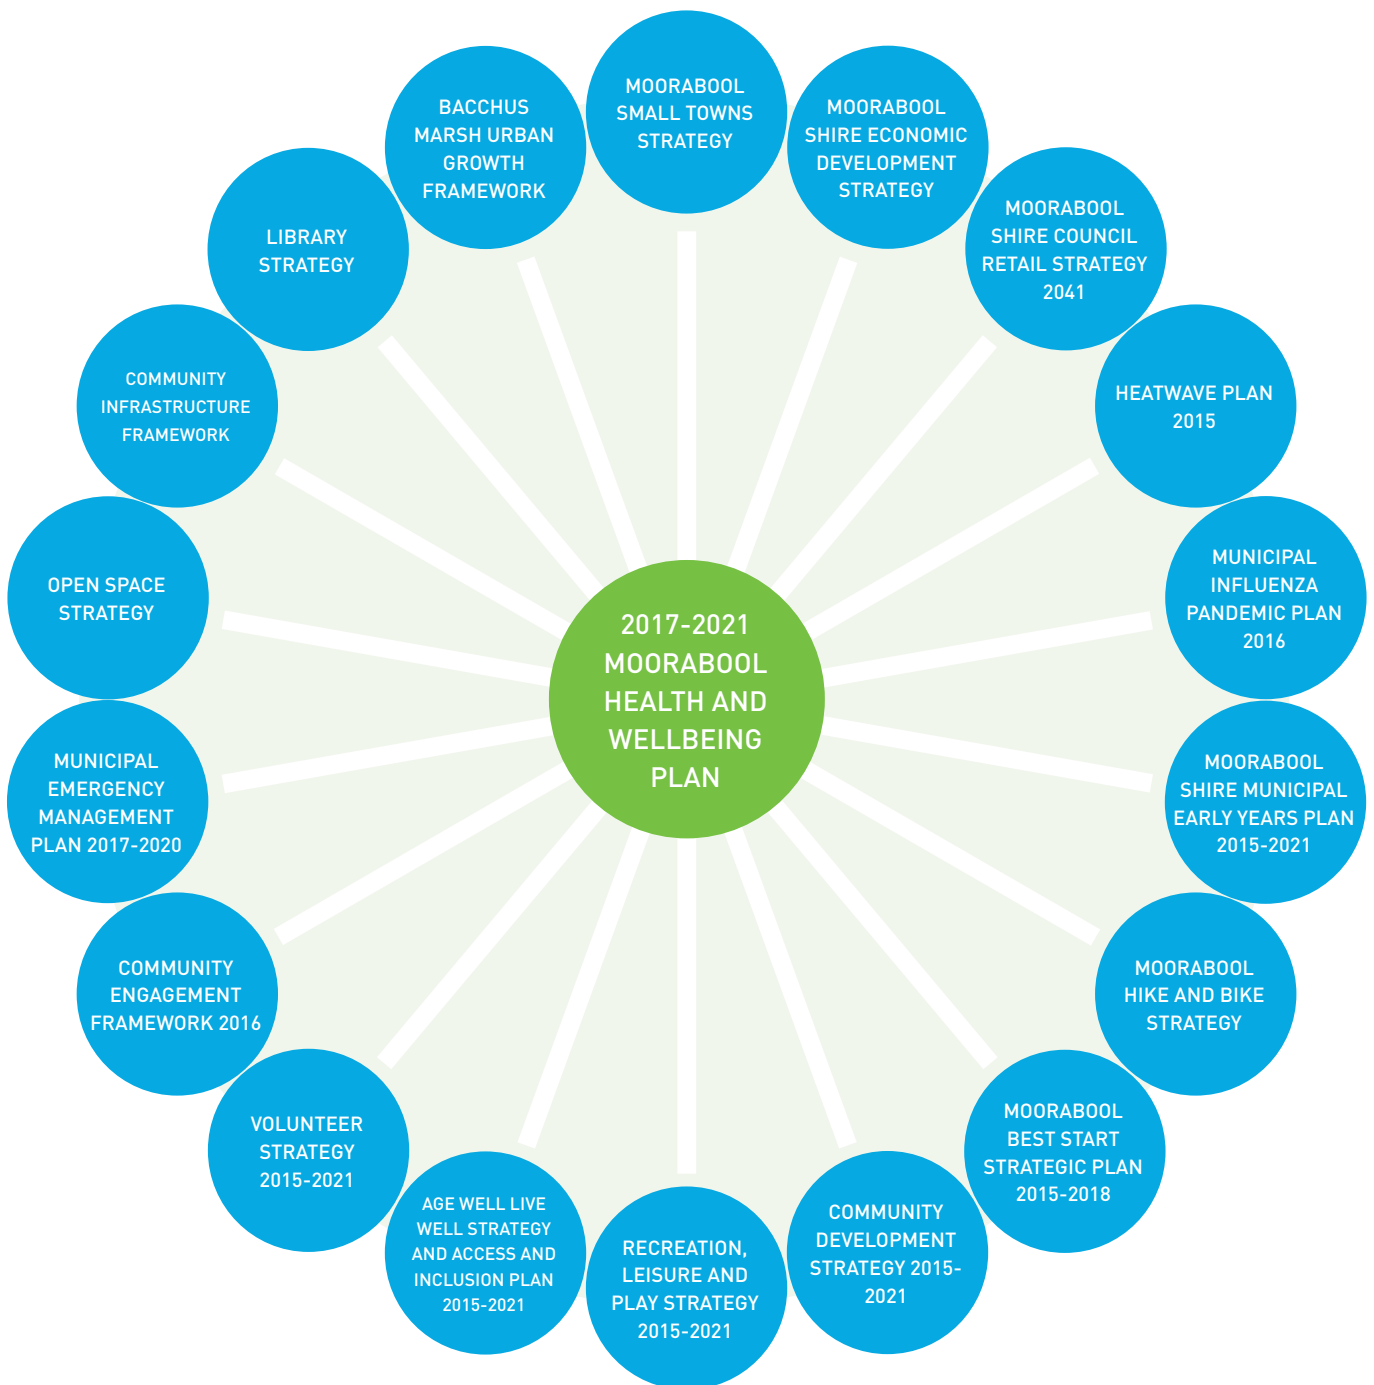 MOORABOOL
SMALL TOWNS
STRATEGY
MOORABOOL
SHIRE ECONOMIC
DEVELOPMENT
STRATEGY
MOORABOOL
SHIRE COUNCIL
RETAIL STRATEGY
2041
HEATWAVE PLAN
2015
MUNICIPAL
INFLUENZA
PANDEMIC PLAN
2016
MOORABOOL
SHIRE MUNICIPAL
EARLY YEARS PLAN
2015-2021
MOORABOOL
HIKE AND BIKE
STRATEGY
MOORABOOL
BEST START
STRATEGIC PLAN
2015-2018
COMMUNITY
DEVELOPMENT
STRATEGY 2015-
2021
RECREATION,
LEISURE AND
PLAY STRATEGY
2015-2021
AGE WELL LIVE
WELL STRATEGY
AND ACCESS AND
INCLUSION PLAN
2015-2021
VOLUNTEER
STRATEGY
2015-2021
COMMUNITY
ENGAGEMENT
FRAMEWORK 2016
MUNICIPAL
EMERGENCY
MANAGEMENT
PLAN 2017-2020
OPEN SPACE
STRATEGY
COMMUNITY
INFRASTRUCTURE
FRAMEWORK
LIBRARY
STRATEGY
BACCHUS
MARSH URBAN
GROWTH
FRAMEWORK
2017-2021
MOORABOOL
HEALTH AND
WELLBEING
PLAN